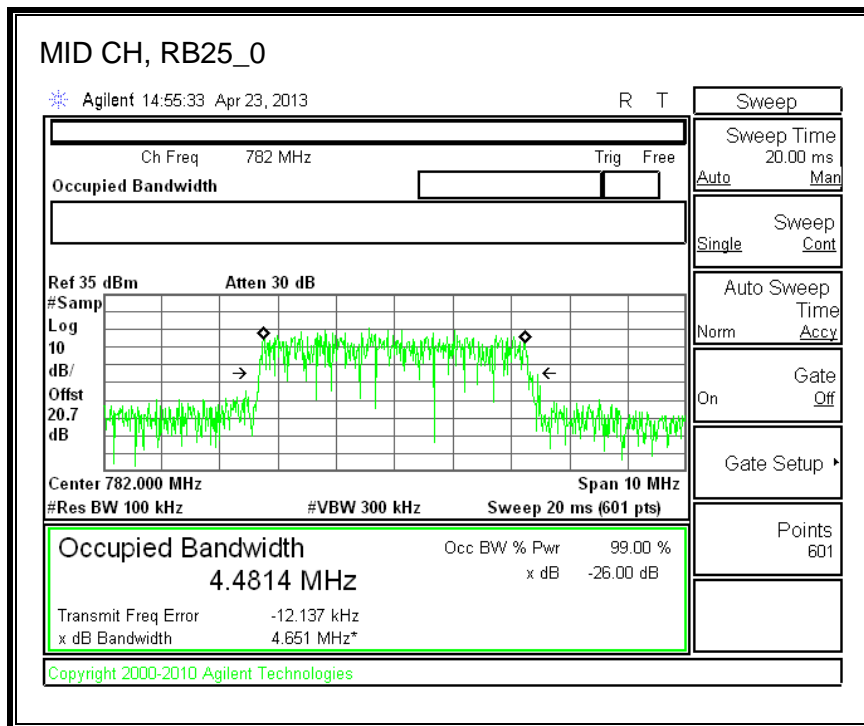 MID CH, RB25_0
Agilent 14:55:33 Apr 23, 2013 R T
Ch Freq 782 MHz Trig Free
Occupied Bandwidth
Ref 35 dBm Atten 30 dB
#Samp
Log
10
dB/
Offst
20.7
dB
Center 782.000 MHz Span 10 MHz
#Res BW 100 kHz #VBW 300 kHz Sweep 20 ms (601 pts)
Occupied Bandwidth Occ BW % Pwr 99.00 %
4.4814 MHz x dB -26.00 dB
Transmit Freq Error -12.137 kHz
x dB Bandwidth 4.651 MHz*
Copyright 2000-2010 Agilent Technologies
Sweep
Sweep Time
20.00 ms
Auto Man
Sweep
Single Cont
Auto Sweep
Time
Norm Accy
Gate
On Off
Gate Setup
Points
601